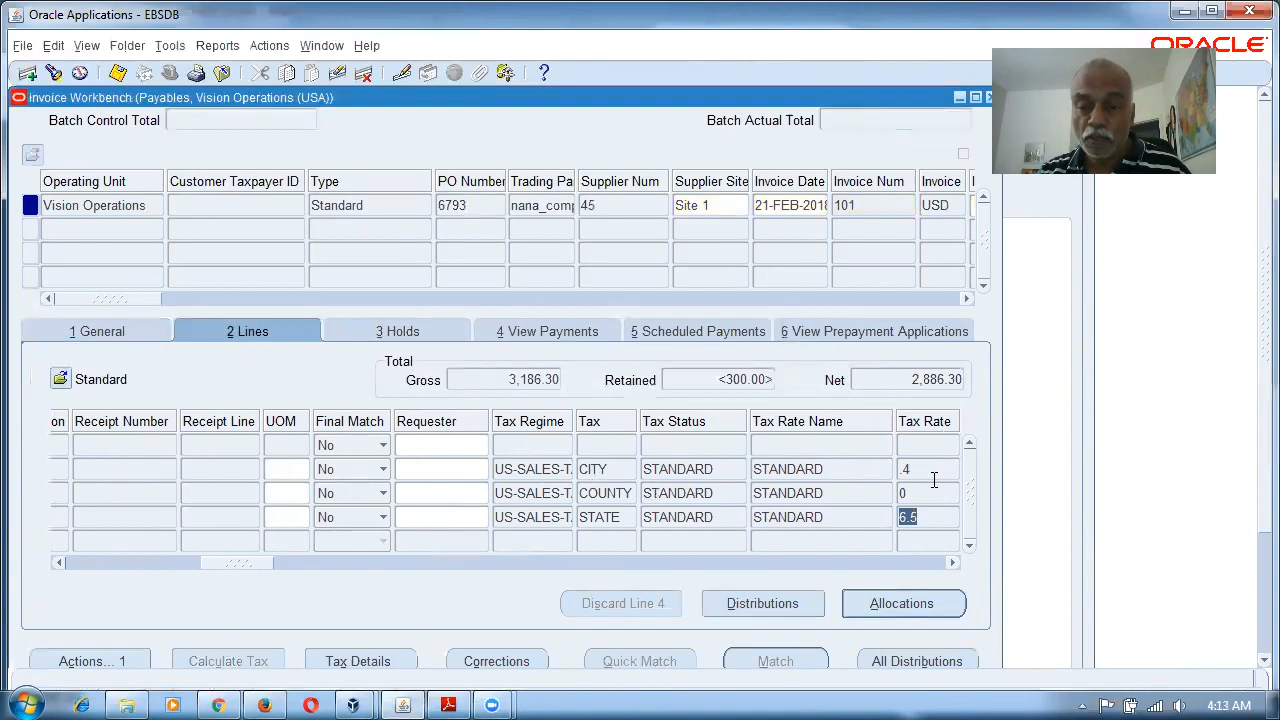 Oracle Applications - EBSDB
File Edit View Folder Tools Reports Actions Window Help
ORACLE
Invoice Workbench (Payables, Vision Operations (USA))
Batch Control Total Batch Actual Total
Operating Unit Customer Taxpayer ID Type PO Number Trading Pa Supplier Num Supplier Site Invoice Date Invoice Num Invoice
Vision Operations Standard 6793 nana_comp 45 Site 1 21-FEB-2018 101 USD
1 General 2 Lines 3 Holds 4 View Payments 5 Scheduled Payments 6 View Prepayment Applications
Total
Standard Gross 3,186.30 Retained <300.00> Net 2,886.30
on Receipt Number Receipt Line UOM Final Match Requester Tax Regime Tax Tax Status Tax Rate Name Tax Rate
No
No US-SALES-T. CITY STANDARD STANDARD .4
No US-SALES-T. COUNTY STANDARD STANDARD 0
No US-SALES-T. STATE STANDARD STANDARD 6.5
Discard Line 4 Distributions Allocations
Actions... 1 Calculate Tax Tax Details Corrections Quick Match Match All Distributions
4:13 AM